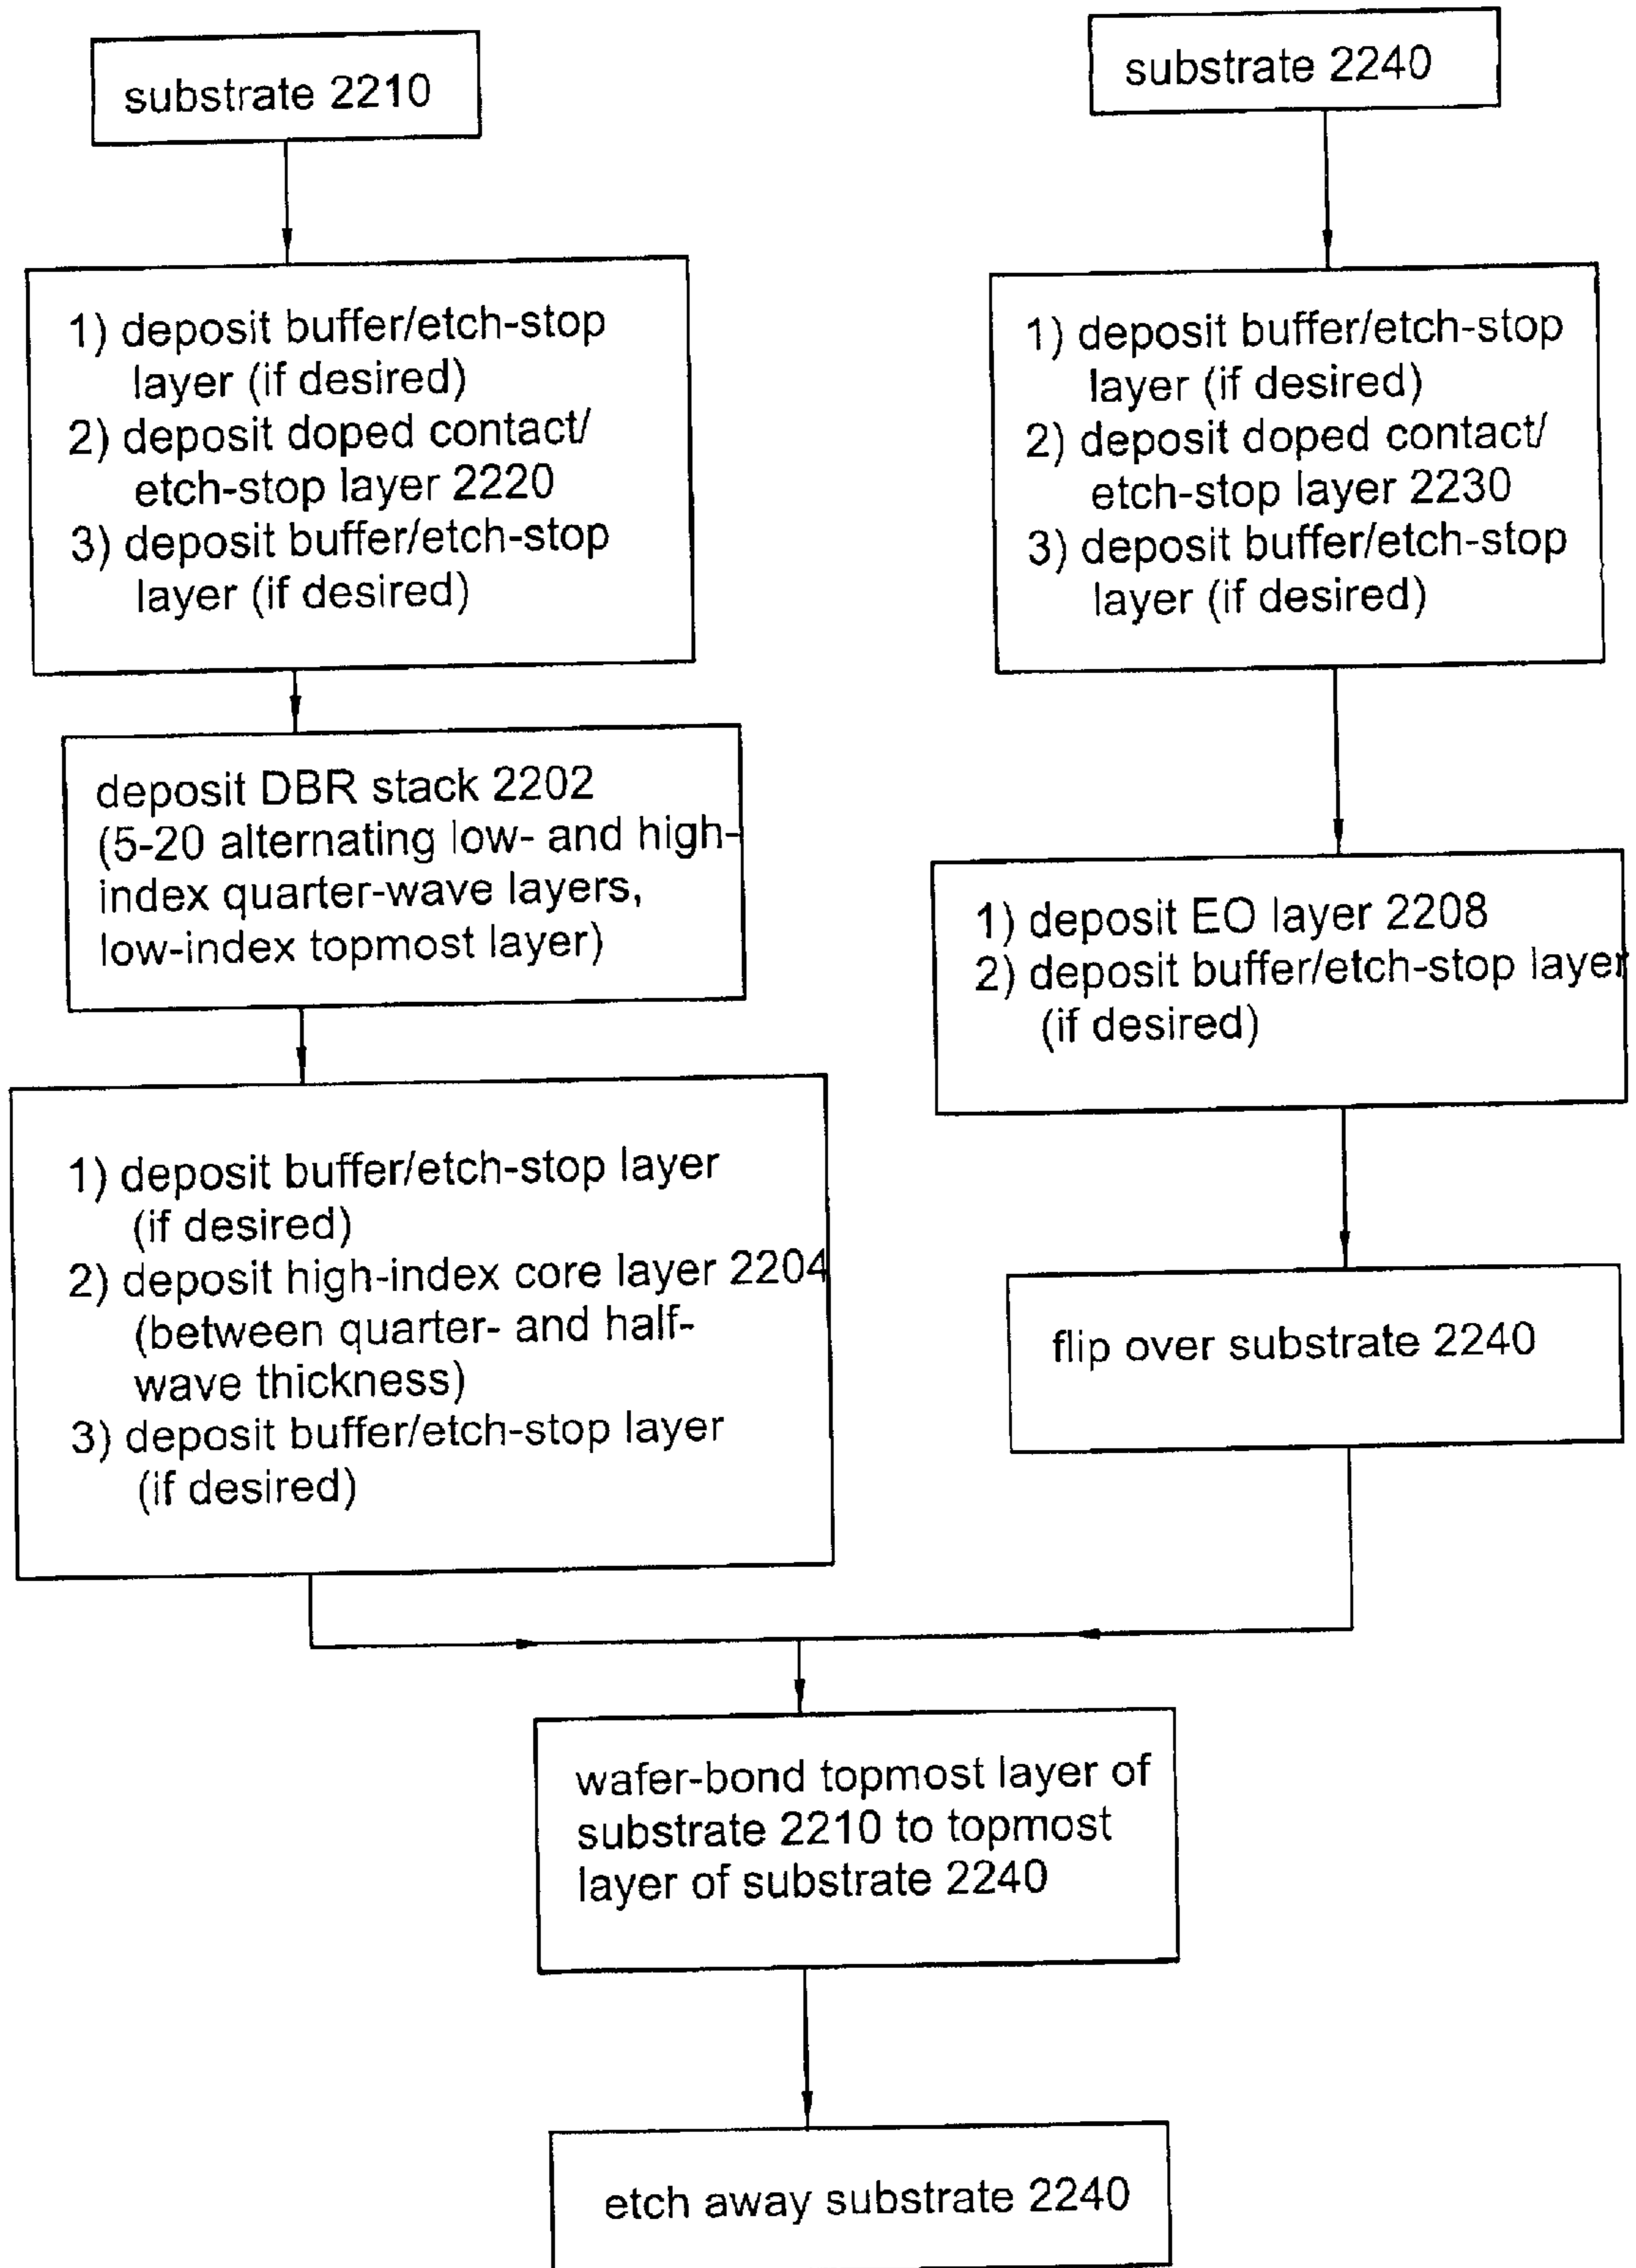 substrate 2210
1) deposit buffer/etch-stop
layer (if desired)
2) deposit doped contact/
etch-stop layer 2220
3) deposit buffer/etch-stop
layer (if desired)
deposit DBR stack 2202
(5-20 alternating low- and high-
index quarter-wave layers,
low-index topmost layer)
1) deposit buffer/etch-stop layer
(if desired)
2) deposit high-index core layer 2204
(between quarter- and half-
wave thickness)
3) deposit buffer/etch-stop layer
(if desired)
substrate 2240
1) deposit buffer/etch-stop
layer (if desired)
2) deposit doped contact/
etch-stop layer 2230
3) deposit buffer/etch-stop
layer (if desired)
1) deposit EO layer 2208
2) deposit buffer/etch-stop layer
(if desired)
flip over substrate 2240
wafer-bond topmost layer of
substrate 2210 to topmost
layer of substrate 2240
etch away substrate 2240